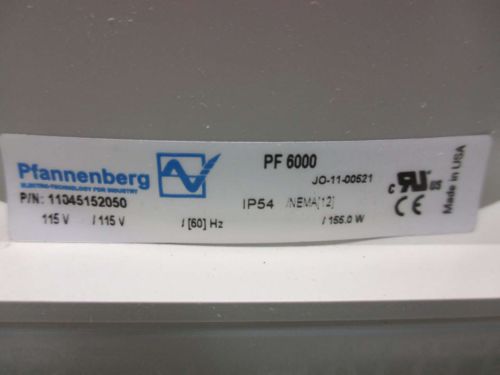 Pfannenberg
ELECTRO-TECHNOLOGY FOR INDUSTRY
PF 6000
JO-11-00521
P/N: 11045152050
IP54 /NEMA[12]
115 V / 115 V / [60] Hz / 155.0 W
c RU us
CE
Made in USA